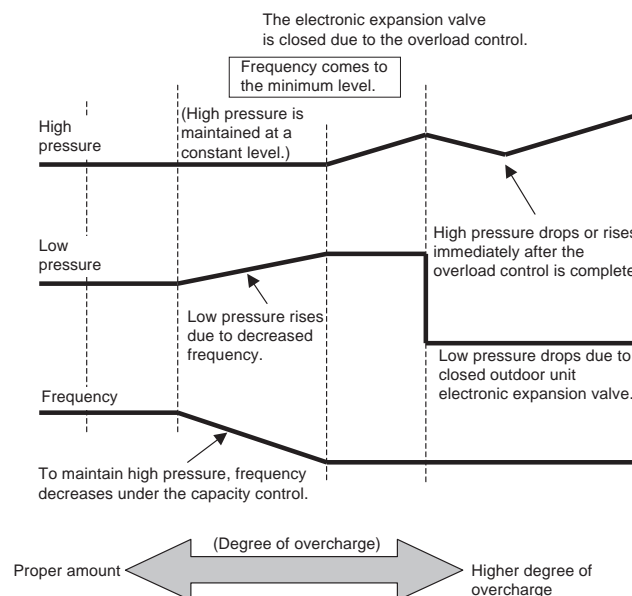 The electronic expansion valve
is closed due to the overload control.
Frequency comes to
the minimum level.
(High pressure is
maintained at a
constant level.)
High
pressure
High pressure drops or rises
immediately after the
overload control is complete
Low
pressure
Low pressure rises
due to decreased
frequency.
Low pressure drops due to
closed outdoor unit
electronic expansion valve.
Frequency
To maintain high pressure, frequency
decreases under the capacity control.
(Degree of overcharge)
Proper amount
Higher degree of
overcharge